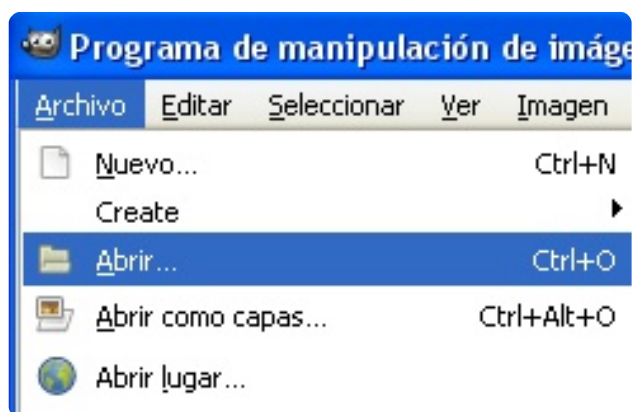 Programa de manipulación de imáge
Archivo Editar Seleccionar Ver Imagen
Nuevo... Ctrl+N
Create
Abrir... Ctrl+O
Abrir como capas... Ctrl+Alt+O
Abrir lugar...